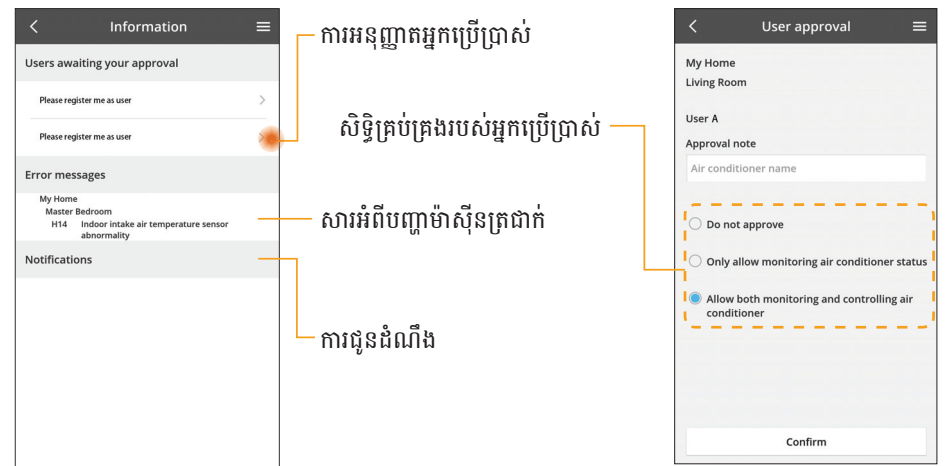 Information
Users awaiting your approval
Please register me as user
Please register me as user
Error messages
My Home
Master Bedroom
H14 Indoor intake air temperature sensor
abnormality
Notifications
ការអនុញ្ញាតអ្នកប្រើប្រាស់
សិទ្ធិគ្រប់គ្រងរបស់អ្នកប្រើប្រាស់
សារអំពីបញ្ហាម៉ាស៊ីនត្រជាក់
ការជូនដំណឹង
User approval
My Home
Living Room
User A
Approval note
Air conditioner name
Do not approve
Only allow monitoring air conditioner status
Allow both monitoring and controlling air
conditioner
Confirm